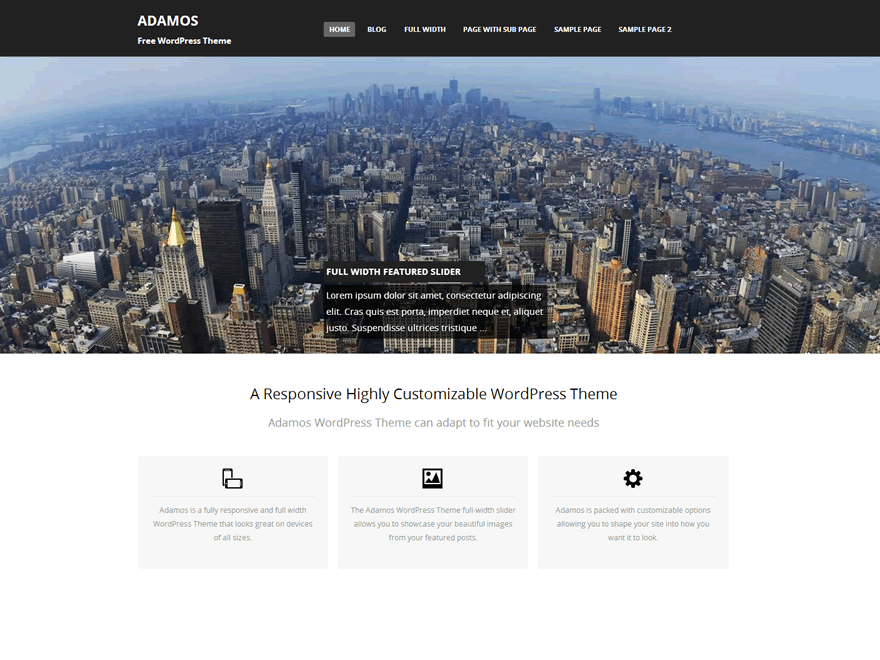 ADAMOS
Free WordPress Theme
HOME BLOG FULL WIDTH PAGE WITH SUB PAGE SAMPLE PAGE SAMPLE PAGE 2
FULL WIDTH FEATURED SLIDER
Lorem ipsum dolor sit amet, consectetur adipiscing
elit. Cras quis est porta, imperdiet neque et, aliquet
justo. Suspendisse ultrices tristique ...
A Responsive Highly Customizable WordPress Theme
Adamos WordPress Theme can adapt to fit your website needs
Adamos is a fully responsive and full width
WordPress Theme that looks great on devices
of all sizes.
The Adamos WordPress Theme full-width slider
allows you to showcase your beautiful images
from your featured posts.
Adamos is packed with customizable options
allowing you to shape your site into how you
want it to look.